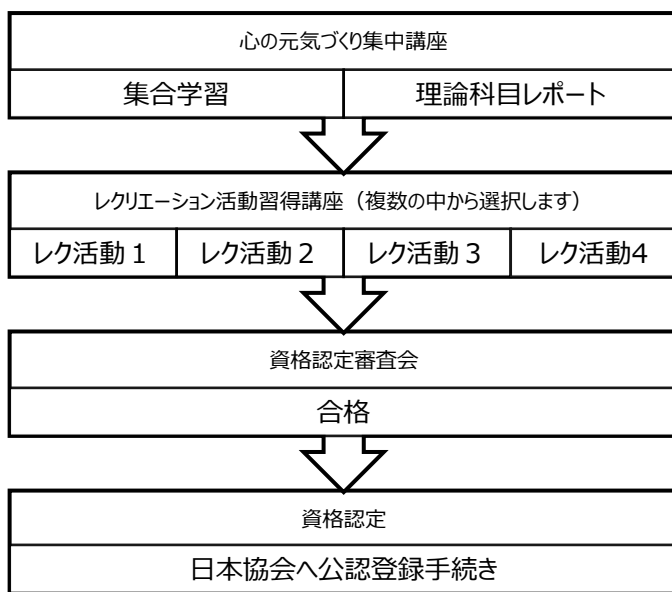 心の元気づくり集中講座
集合学習 理論科目レポート
レクリエーション活動習得講座（複数の中から選択します）
レク活動１ レク活動２ レク活動３ レク活動4
資格認定審査会
合格
資格認定
日本協会へ公認登録手続き